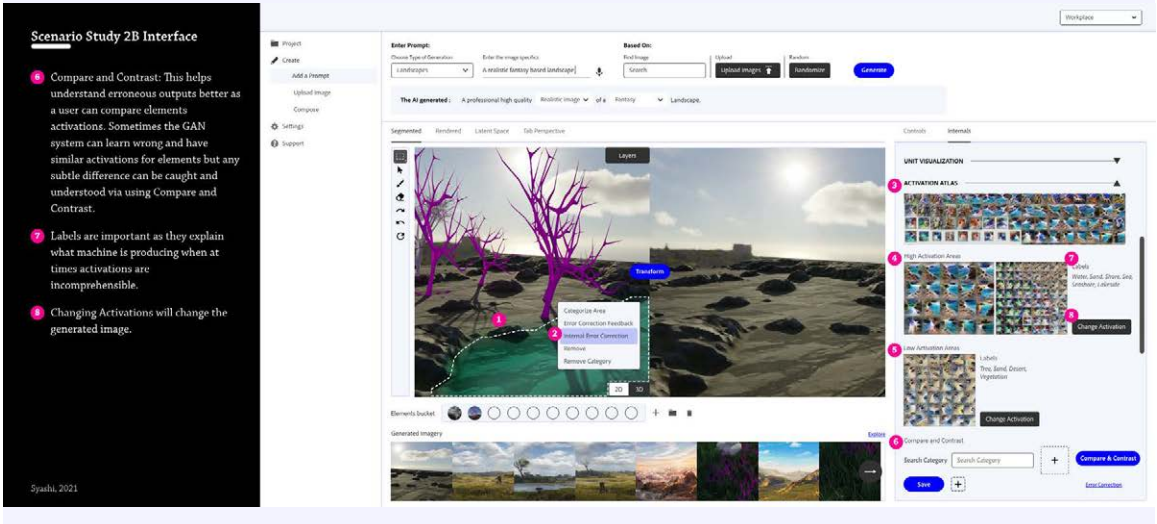 Scenario Study 2B Interface
6 Compare and Contrast: This helps
understand erroneous outputs better as
a user can compare elements
activations. Sometimes the GAN
system can learn wrong and have
similar activations for elements but any
subtle difference can be caught and
understood via using Compare and
Contrast.
7 Labels are important as they explain
what machine is producing when at
times activations are
incomprehensible.
8 Changing Activations will change the
generated image.
Syashi, 2021
Workplace
Project
Create
Add a Prompt
Upload Image
Compose
Settings
Support
Enter Prompt:
Choose Type of Generation
Enter the image specifics
Landscapes
A realistic fantasy based landscape
Based On:
Find Image
Upload
Random
Search
Upload Images
Randomize
Generate
The AI generated : A professional high quality Realistic Image of a Fantasy Landscape.
Segmented Rendered Latent Space Tab Perspective
Layers
Transform
1
2
Categorize Area
Error Correction Feedback
Internal Error Correction
Remove
Remove Category
2D 3D
Elements bucket
Generated Imagery
Explore
Controls Internals
UNIT VISUALIZATION
3 ACTIVATION ATLAS
4 High Activation Areas
7
Labels
Water, Sand, Shore, Sea,
Seashore, Lakeside
8
Change Activation
5 Low Activation Areas
Labels
Tree, Sand, Desert,
Vegetation
Change Activation
6 Compare and Contrast
Search Category Search Category + Compare & Contrast
Save + Error Correction